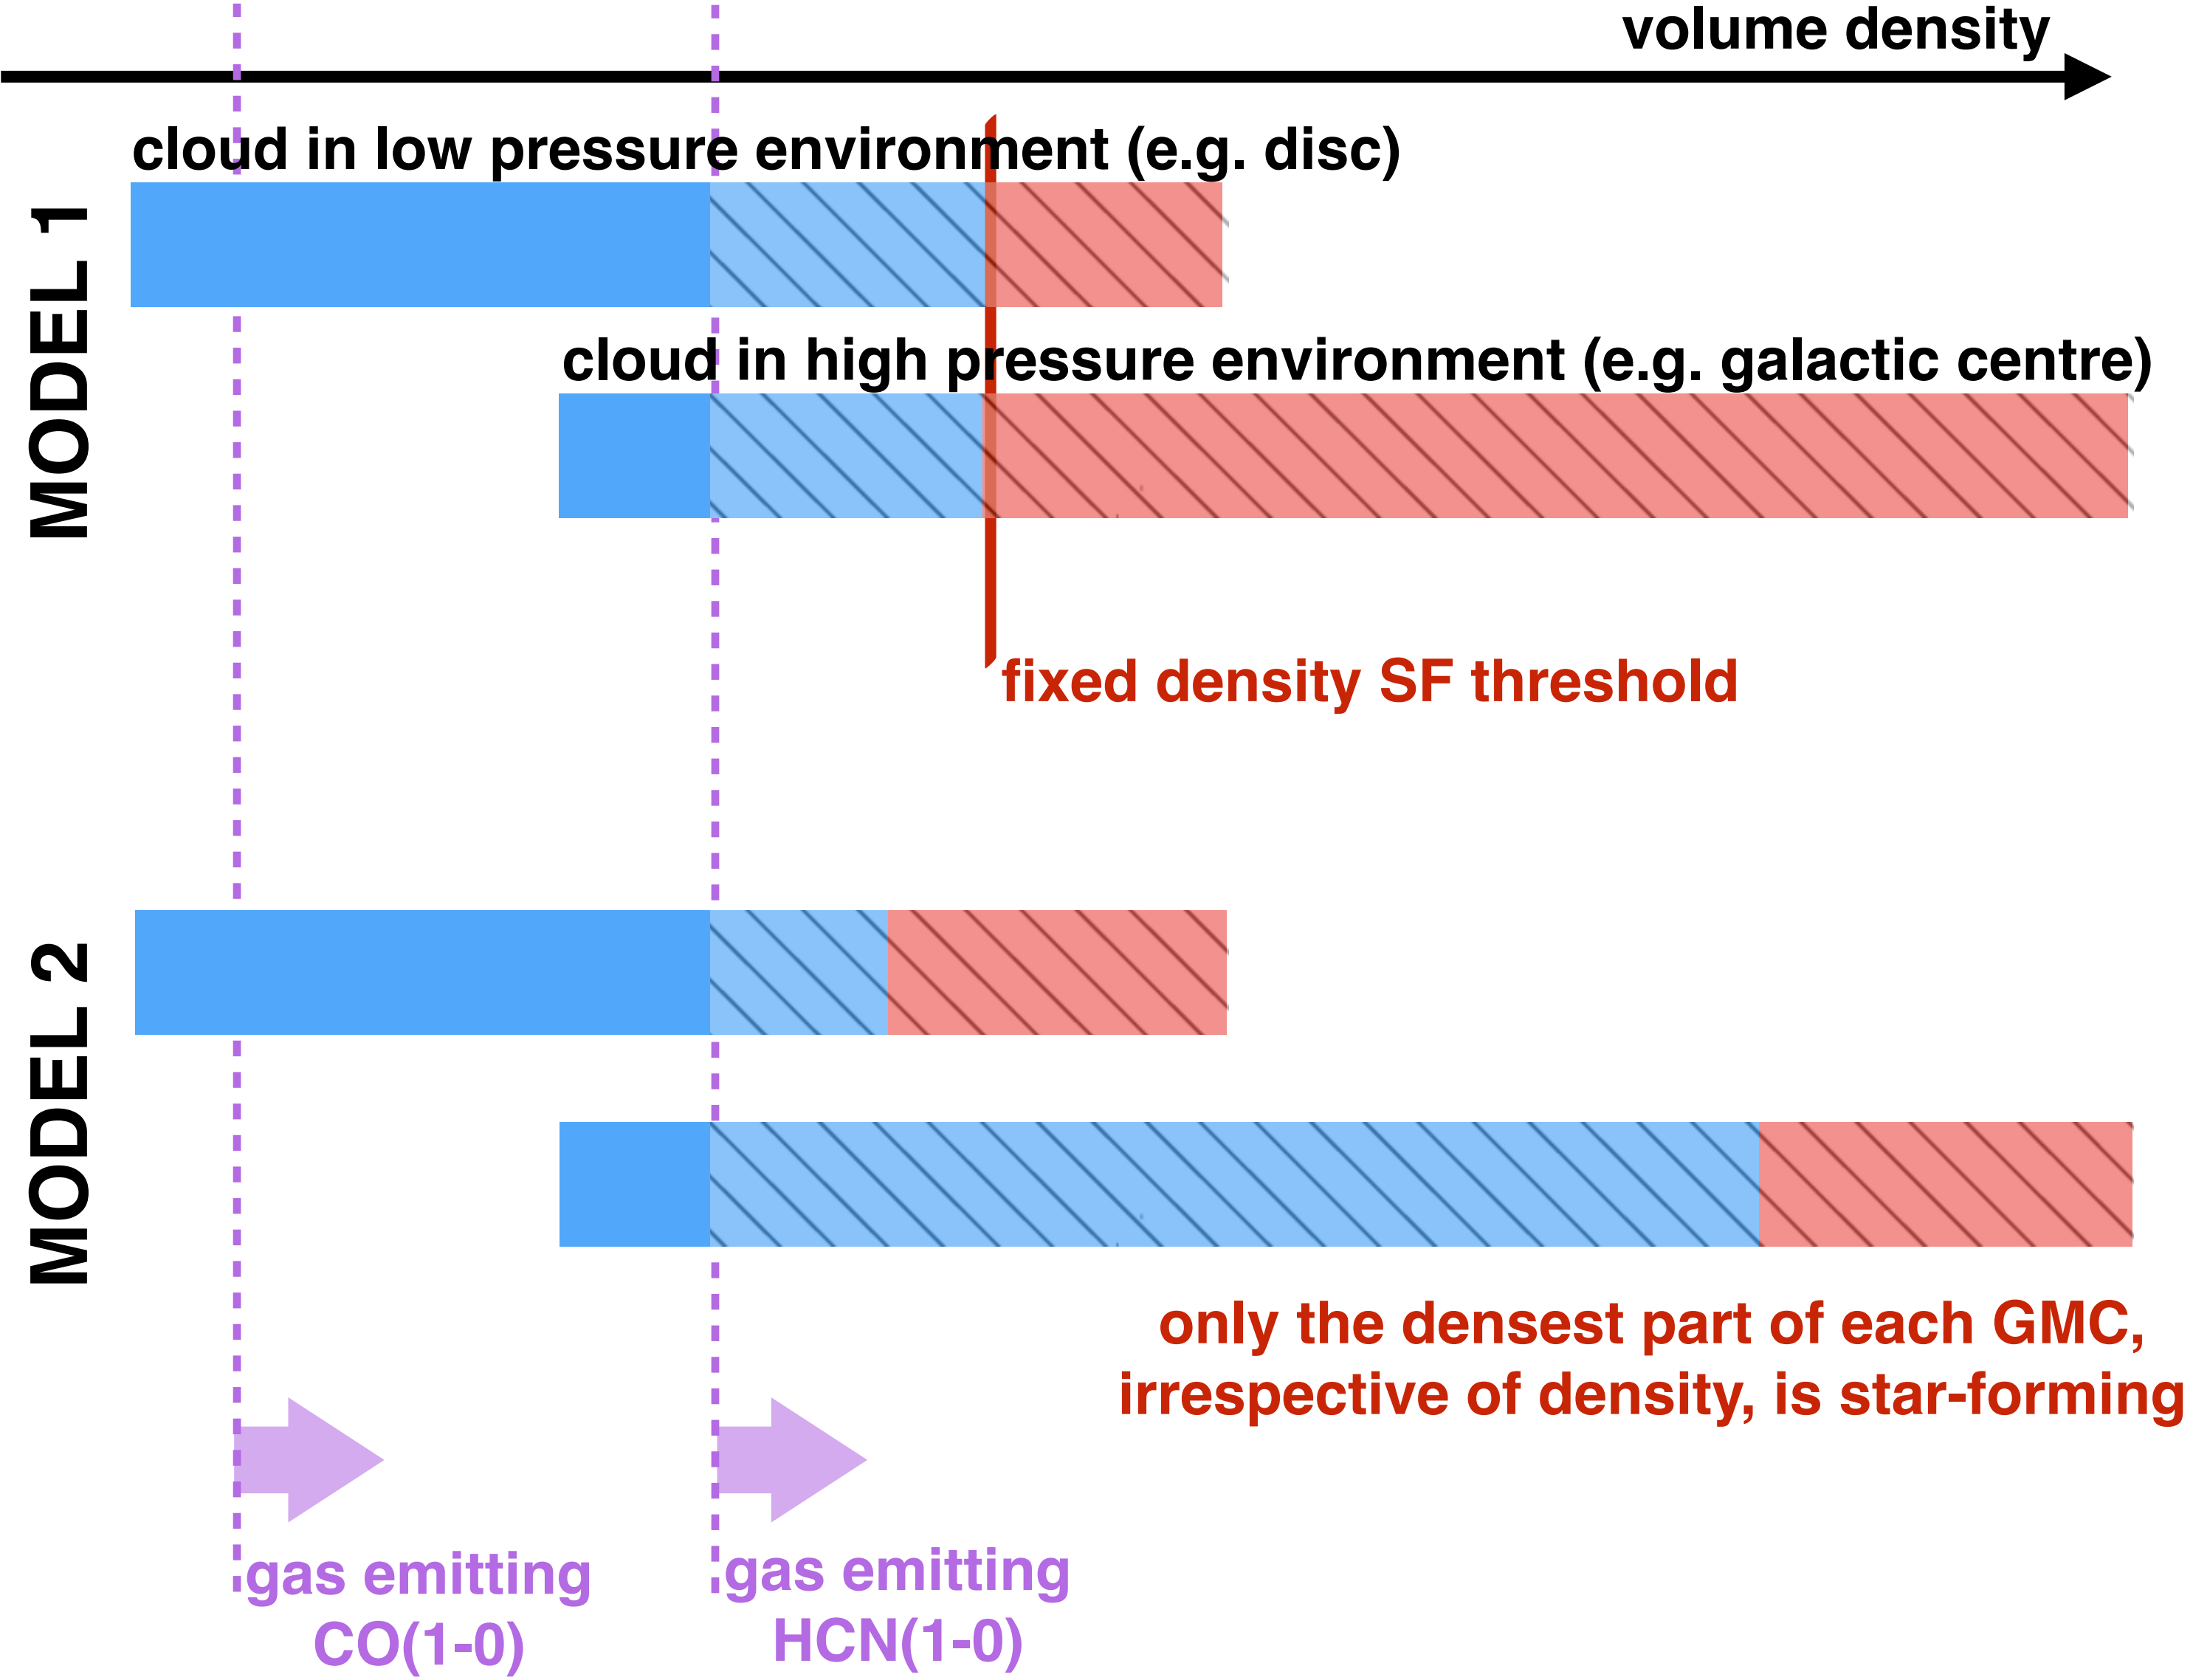 volume density
MODEL 1
cloud in low pressure environment (e.g. disc)
cloud in high pressure environment (e.g. galactic centre)
fixed density SF threshold
MODEL 2
only the densest part of each GMC,
irrespective of density, is star-forming
gas emitting
CO(1-0)
gas emitting
HCN(1-0)